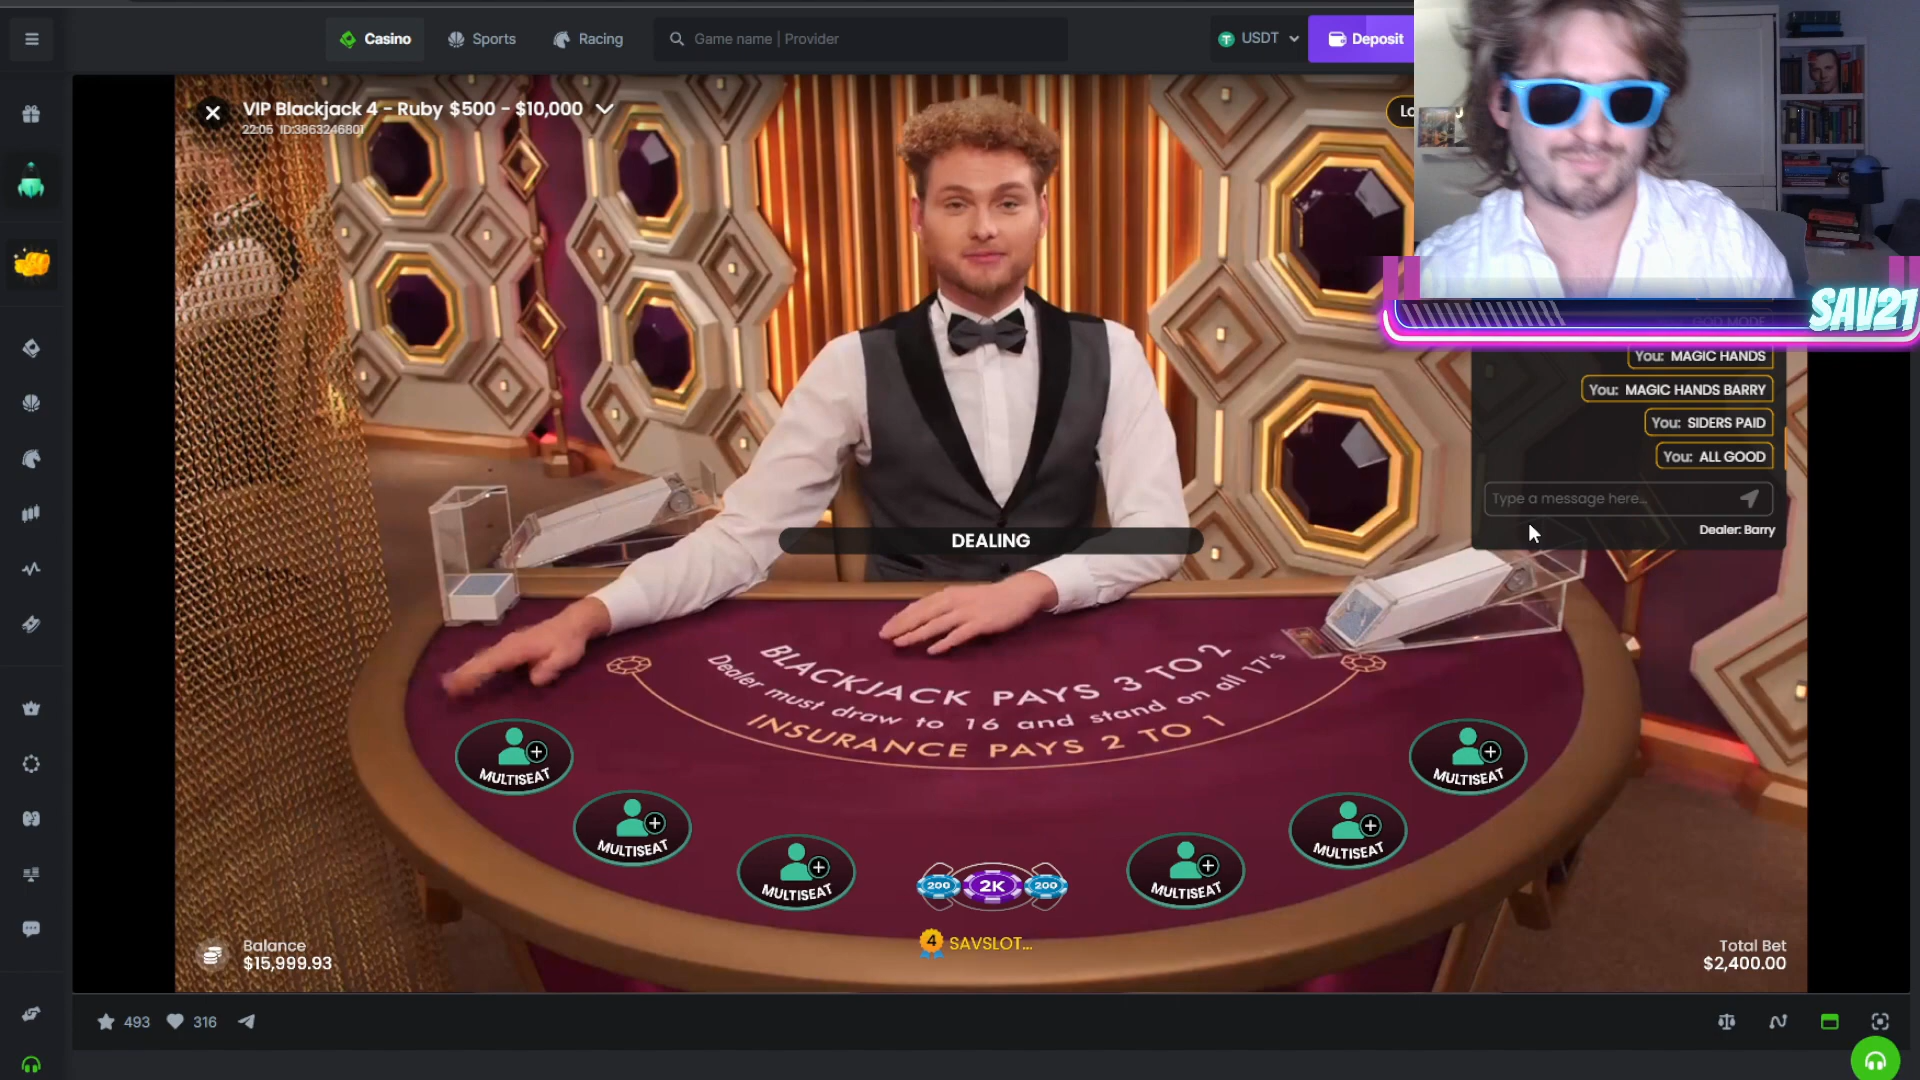 Casino
Sports
Racing
Game name | Provider
USDT
Deposit
VIP Blackjack 4 - Ruby $500 - $10,000
22:05 ID:3863246801
SAV21
You: MAGIC HANDS
You: MAGIC HANDS BARRY
You: SIDERS PAID
You: ALL GOOD
Type a message here...
Dealer: Barry
DEALING
BLACKJACK PAYS 3 TO 2
Dealer must draw to 16 and stand on all 17's
INSURANCE PAYS 2 TO 1
MULTISEAT
MULTISEAT
MULTISEAT
200 2K 200
MULTISEAT
MULTISEAT
MULTISEAT
4 SAVSLOT...
Balance
$15,999.93
Total Bet
$2,400.00
493
316